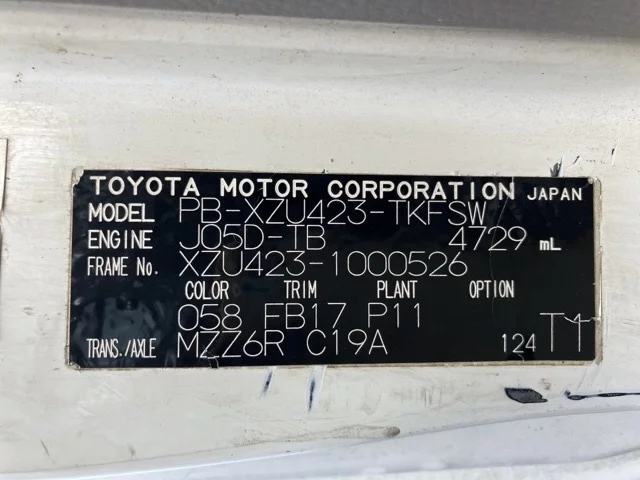 TOYOTA MOTOR CORPORATION JAPAN
MODEL PB-XZU423-TKFSW
ENGINE J05D-TB 4729 mL
FRAME No. XZU423-1000526
COLOR TRIM PLANT OPTION
058 FB17 P11
TRANS./AXLE MZZ6R C19A 124